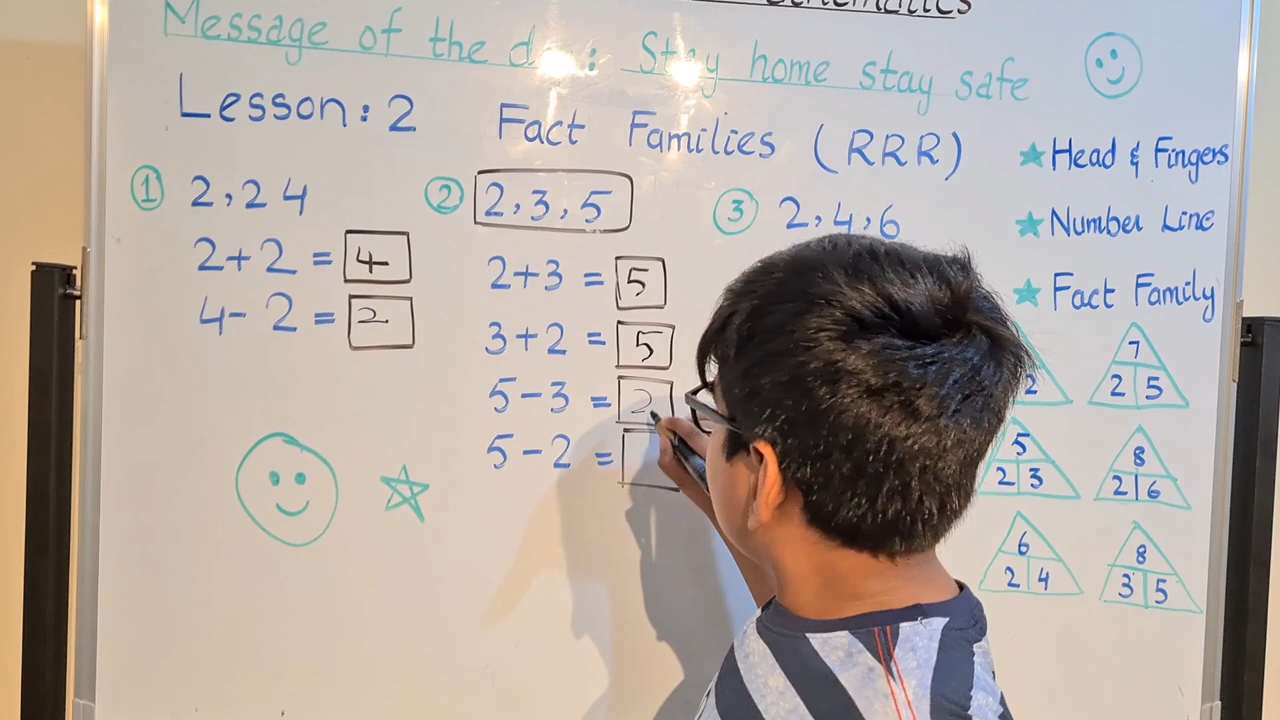 Message of the : Stay home stay safe
Lesson: 2
Fact Families (RRR)
1 2,2 4
2+2 = 4
4-2 = 2
2 2,3,5
2+3 = 5
3+2 = 5
5-3 = 2
5-2 =
3 2,4,6
★ Head & Fingers
★ Number Line
★ Fact Family
2
7
2 5
5
2 3
8
2 6
6
2 4
8
3 5